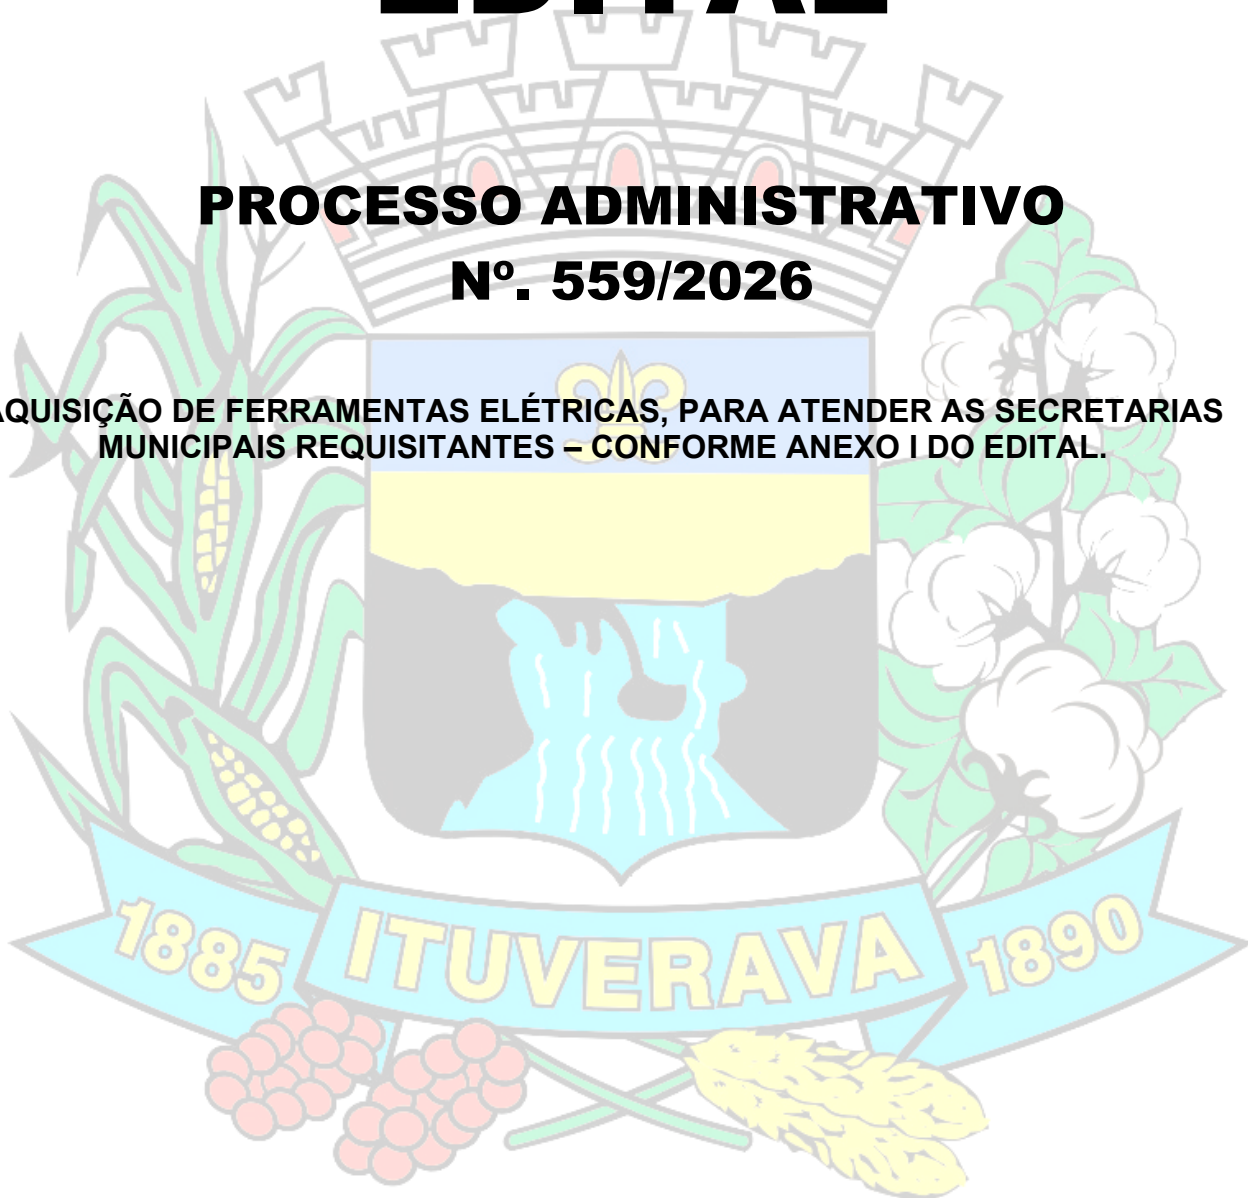 EDITAL
PROCESSO ADMINISTRATIVO
Nº. 559/2026
AQUISIÇÃO DE FERRAMENTAS ELÉTRICAS, PARA ATENDER AS SECRETARIAS
MUNICIPAIS REQUISITANTES – CONFORME ANEXO I DO EDITAL.
1885 ITUVERAVA 1890